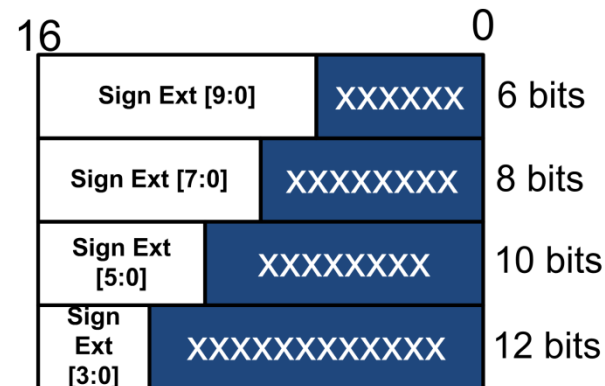 16
0
Sign Ext [9:0]
XXXXXX
6 bits
Sign Ext [7:0]
XXXXXXXX
8 bits
Sign Ext
[5:0]
XXXXXXXX
10 bits
Sign
Ext
[3:0]
XXXXXXXXXXXX
12 bits